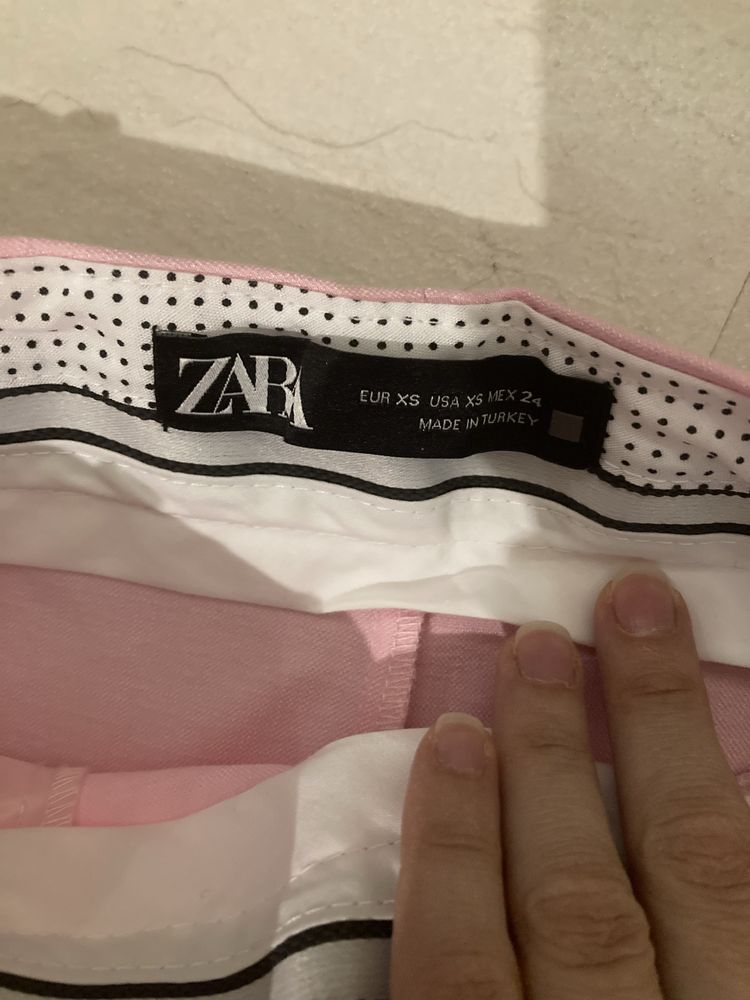 ZARA
EUR XS USA XS MEX 24
MADE IN TURKEY